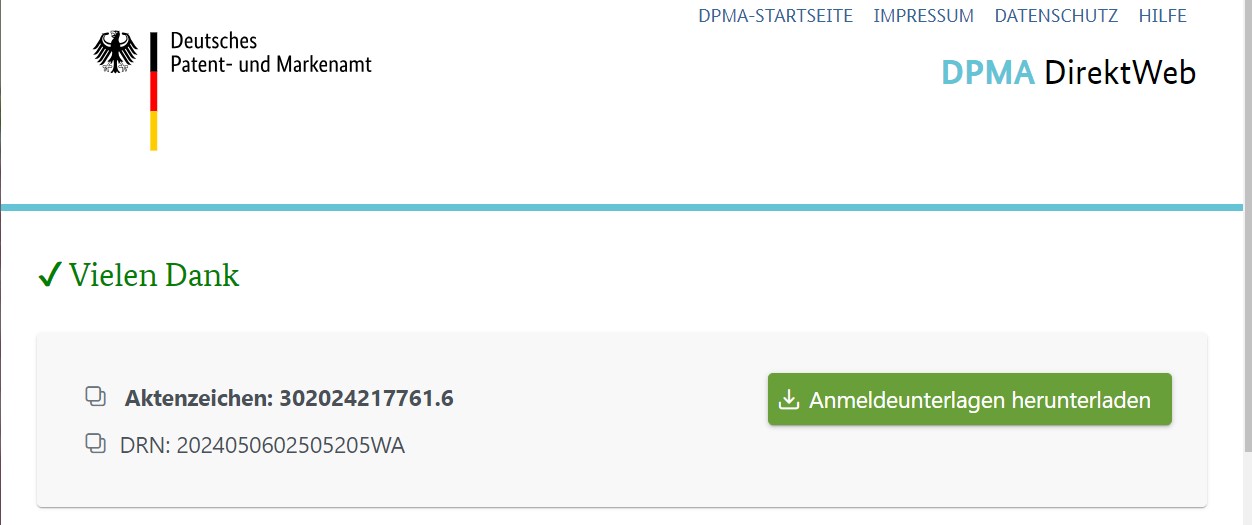 DPMA-STARTSEITE IMPRESSUM DATENSCHUTZ HILFE
Deutsches
Patent- und Markenamt
DPMA DirektWeb
✓ Vielen Dank
Aktenzeichen: 302024217761.6
DRN: 2024050602505205WA
Anmeldeunterlagen herunterladen